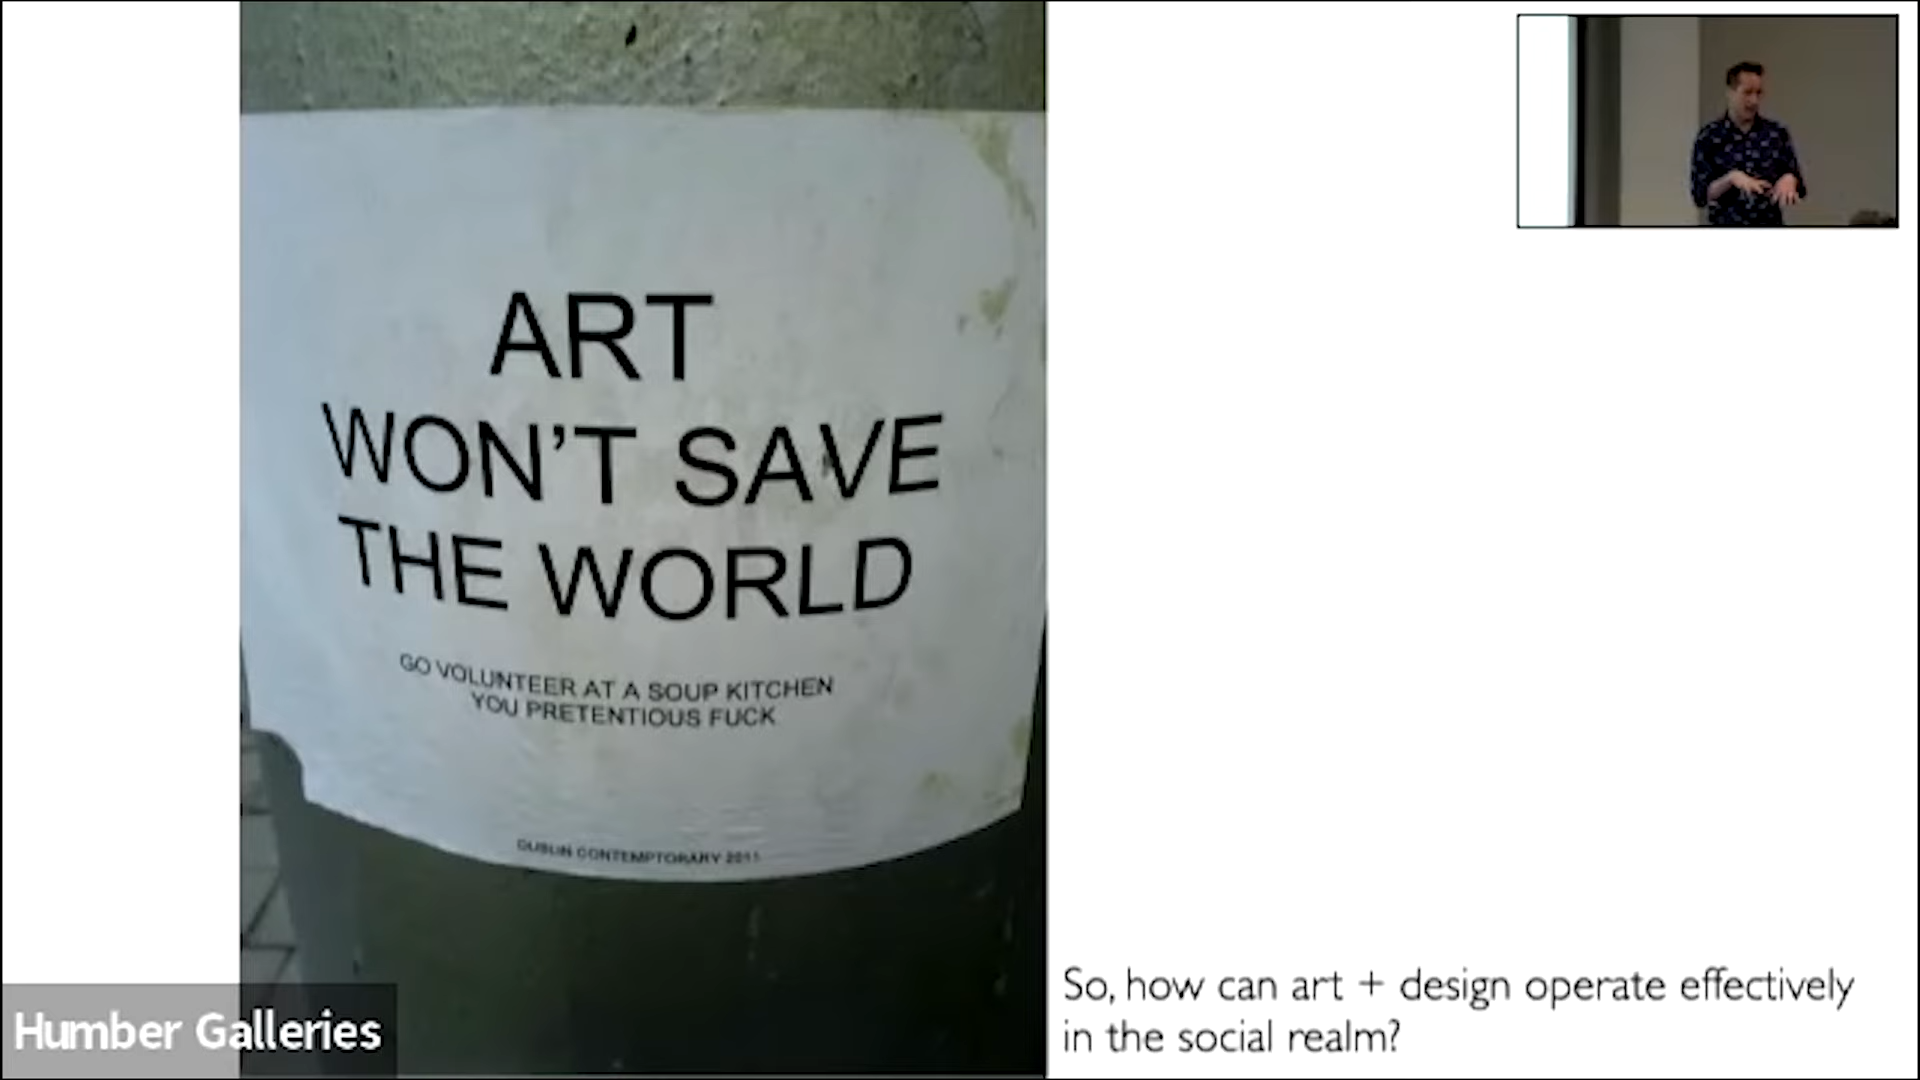 ART
WON'T SAVE
THE WORLD
GO VOLUNTEER AT A SOUP KITCHEN
YOU PRETENTIOUS FUCK
DUBLIN CONTEMPTORARY 2011
So, how can art + design operate effectively
in the social realm?
Humber Galleries